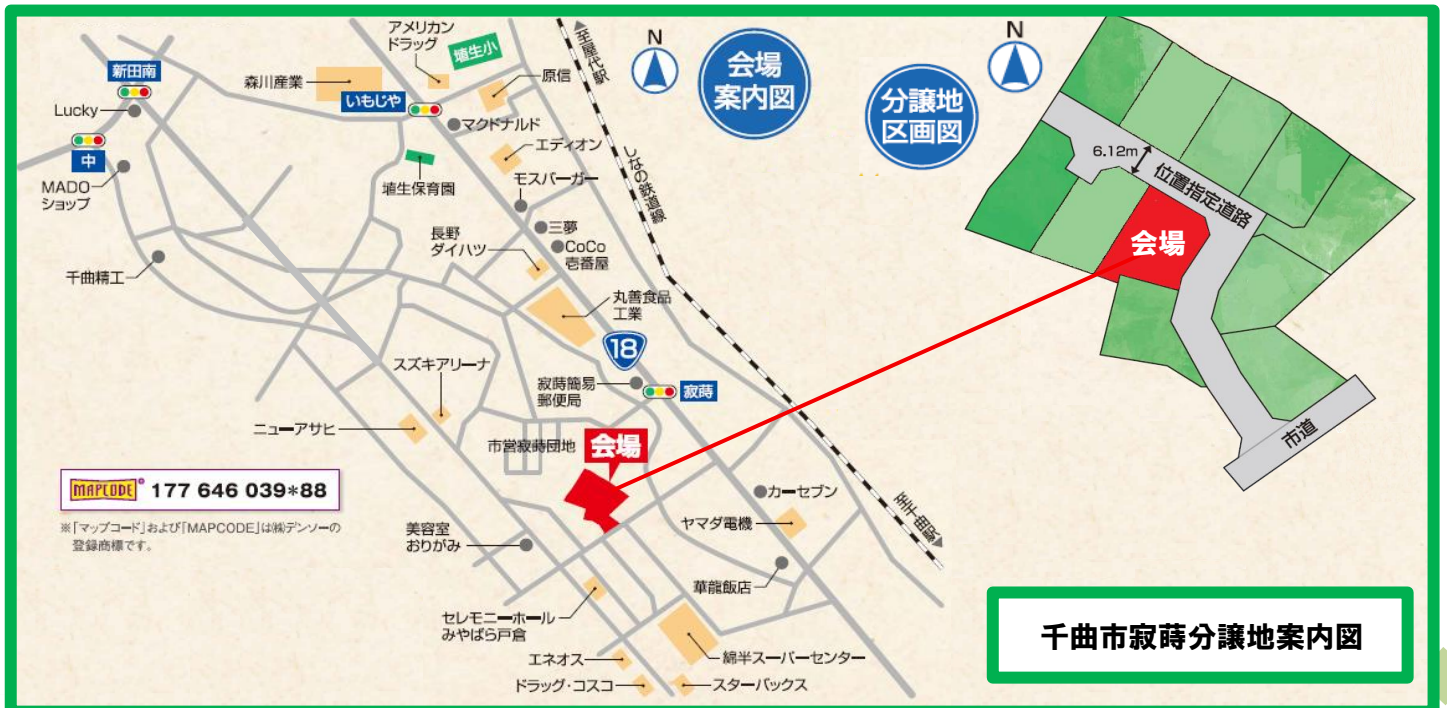 アメリカン
ドラッグ
埴生小
至屋代駅
N
会場
案内図
N
分譲地
区画図
新田南
森川産業
原信
いもじや
Lucky
マクドナルド
中
エディオン
6.12m
位置指定道路
MADO
ショップ
埴生保育園
モスバーガー
しなの鉄道線
三夢
長野
ダイハツ
CoCo
壱番屋
会場
千曲精工
丸善食品
工業
18
スズキアリーナ
寂蒔簡易
郵便局
寂蒔
ニューアサヒ
市営寂蒔団地
会場
市道
MAPCODE® 177 646 039*88
カーセブン
至千曲駅
※「マップコード」および「MAPCODE」は㈱デンソーの
登録商標です。
美容室
おりがみ
ヤマダ電機
華龍飯店
セレモニーホール
みやばら戸倉
千曲市寂蒔分譲地案内図
エネオス
綿半スーパーセンター
ドラッグ・コスコ
スターバックス